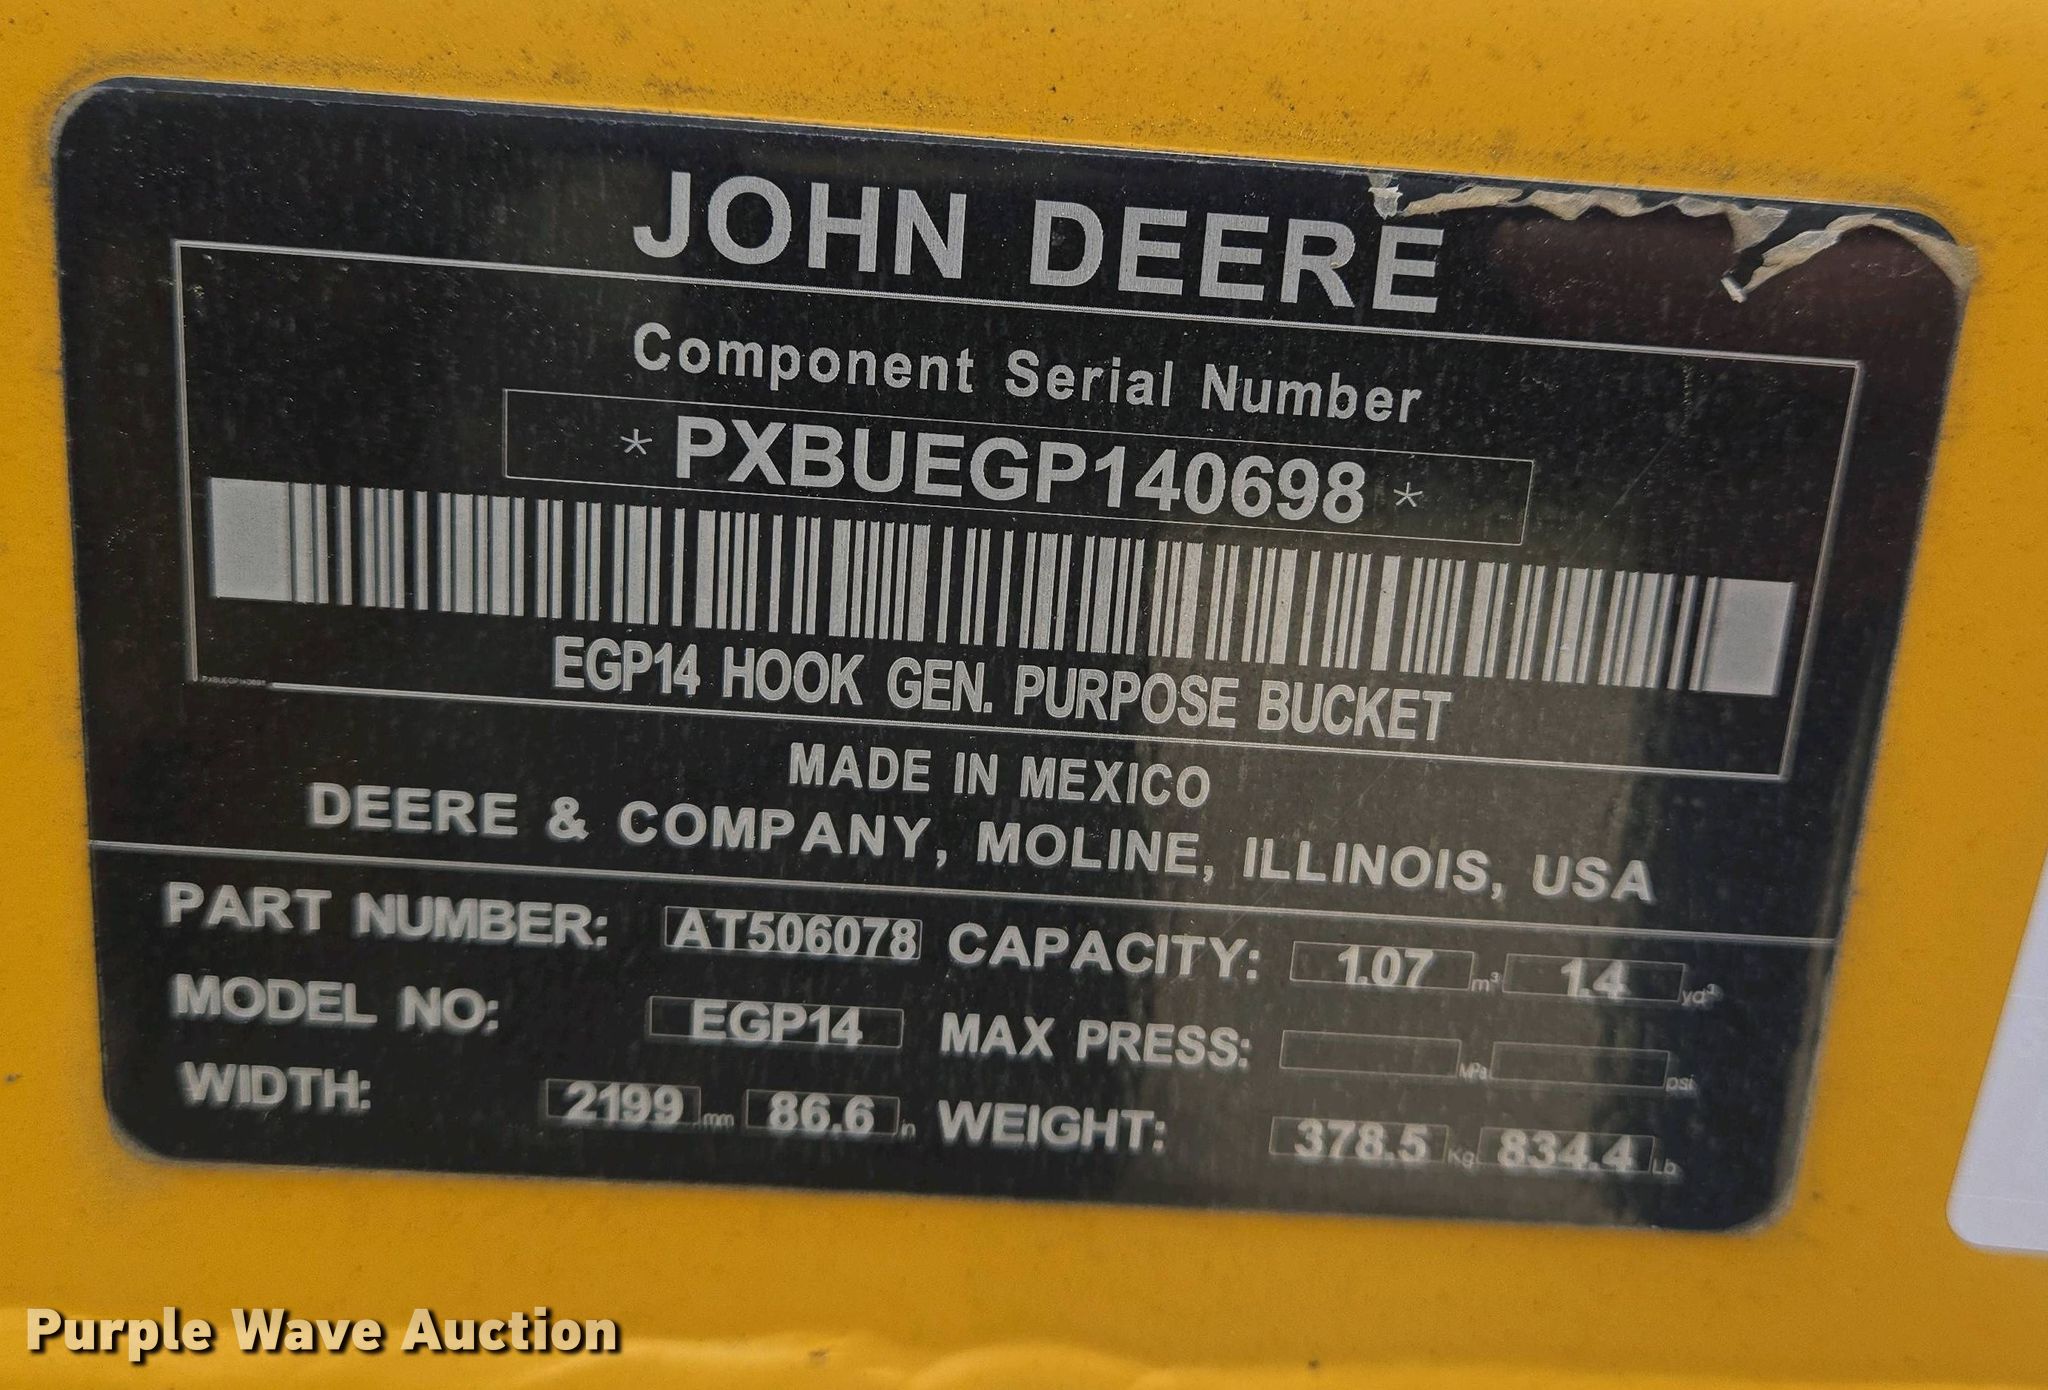 JOHN DEERE
Component Serial Number
* PXBUEGP140698 *
PXBUEGP140698
EGP14 HOOK GEN. PURPOSE BUCKET
MADE IN MEXICO
DEERE & COMPANY, MOLINE, ILLINOIS, USA
PART NUMBER: AT506078 CAPACITY: 1.07 m³ 1.4 yd³
MODEL NO: EGP14 MAX PRESS: MPa psi
WIDTH: 2199 mm 86.6 in WEIGHT: 378.5 Kg 834.4 Lb
Purple Wave Auction